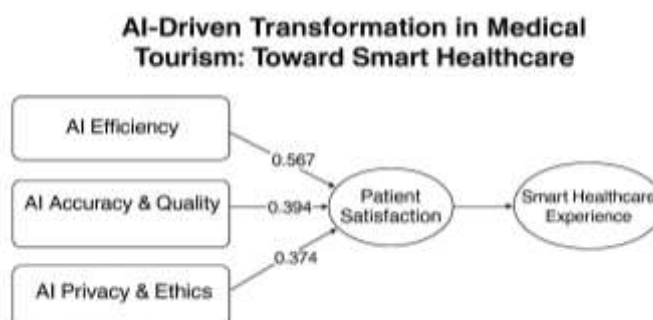 AI-Driven Transformation in Medical
Tourism: Toward Smart Healthcare
AI Efficiency
0.567
AI Accuracy & Quality
0.394
Patient
Satisfaction
Smart Healthcare
Experience
0.374
AI Privacy & Ethics